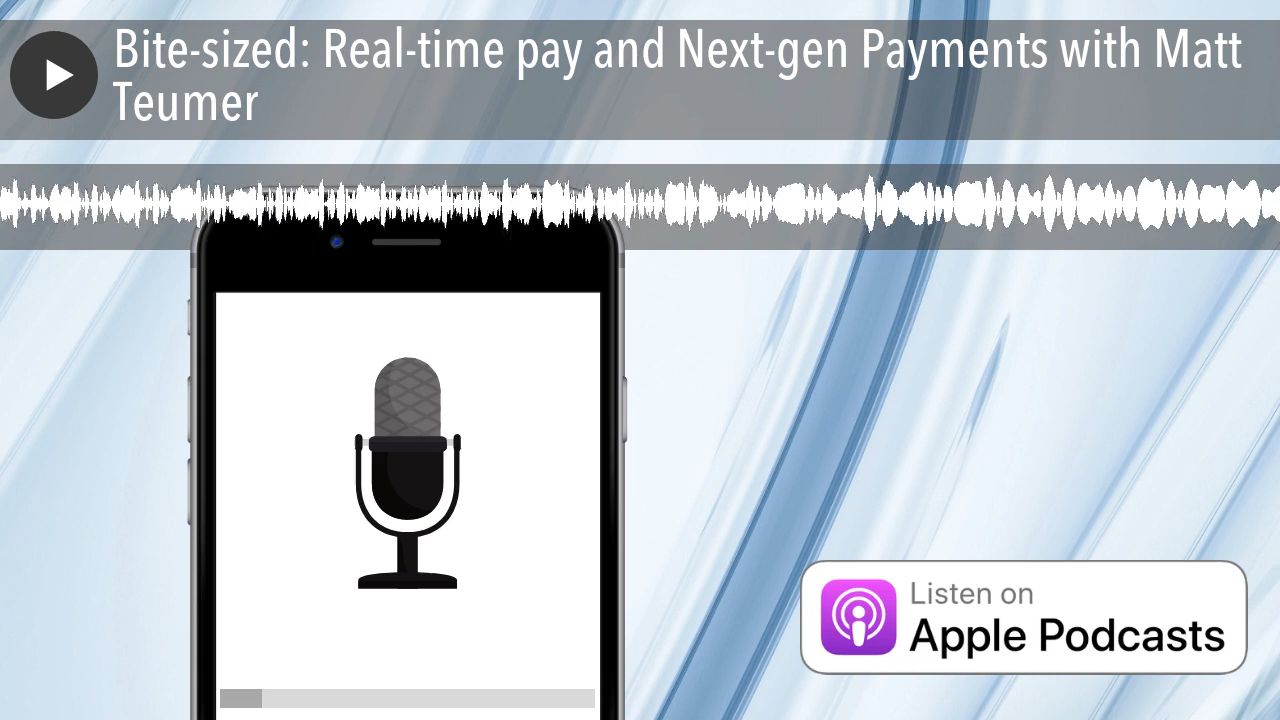 Bite-sized: Real-time pay and Next-gen Payments with Matt
Teumer
Listen on
Apple Podcasts